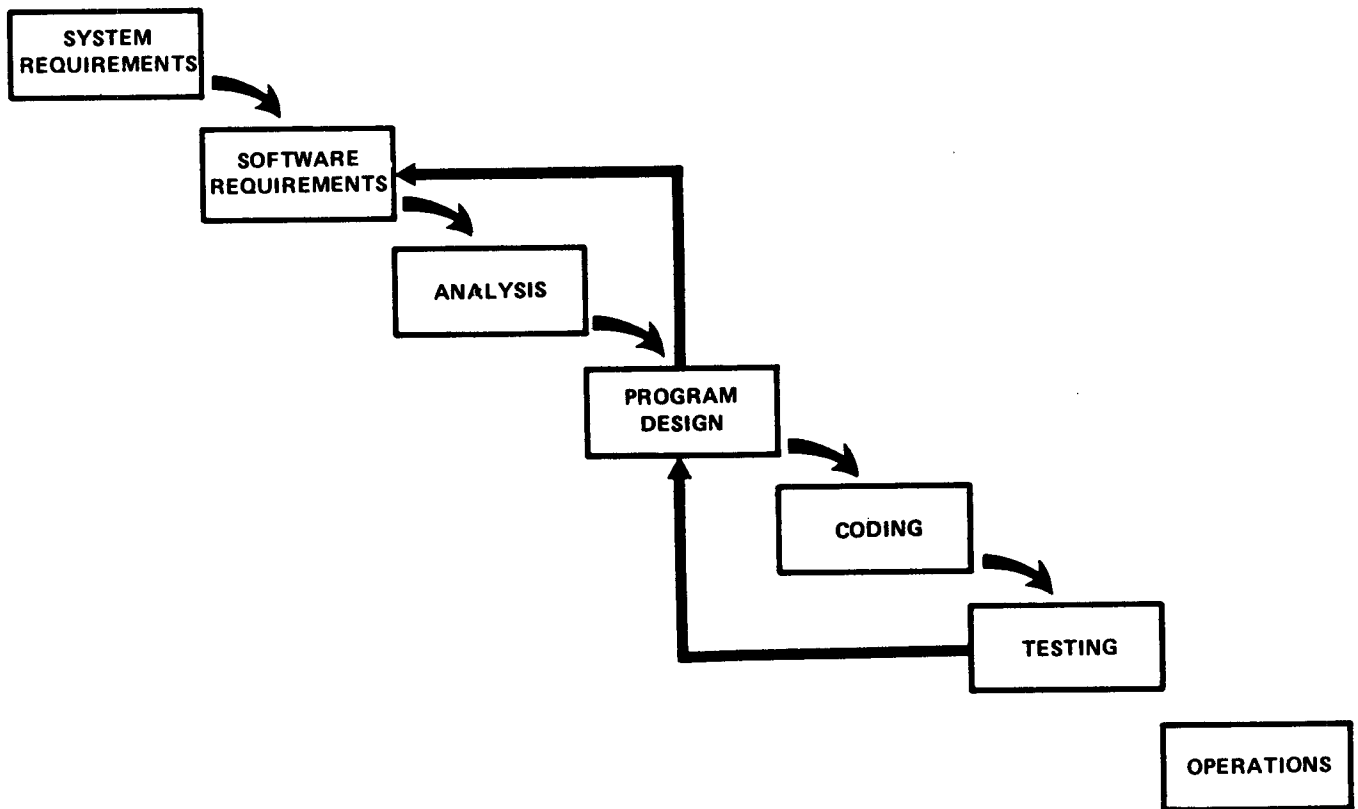 SYSTEM
REQUIREMENTS
SOFTWARE
REQUIREMENTS
ANALYSIS
PROGRAM
DESIGN
CODING
TESTING
OPERATIONS